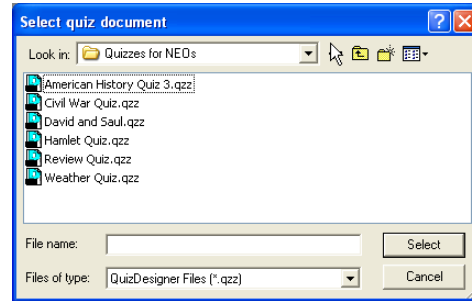 Select quiz document
Look in: Quizzes for NEOs
American History Quiz 3.qzz
Civil War Quiz.qzz
David and Saul.qzz
Hamlet Quiz.qzz
Review Quiz.qzz
Weather Quiz.qzz
File name:
Select
Files of type: QuizDesigner Files (*.qzz)
Cancel